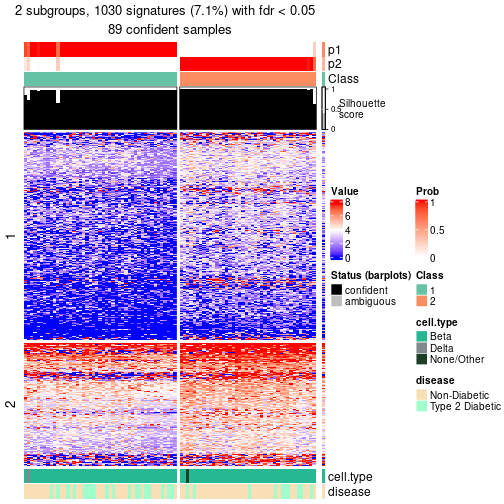 2 subgroups, 1030 signatures (7.1%) with fdr < 0.05
89 confident samples
p1
p2
Class
1
0.5
0
Silhouette
score
1
2
cell.type
disease
Value
8
6
4
2
0
Prob
1
0.5
0
Status (barplots)
confident
ambiguous
Class
1
2
cell.type
Beta
Delta
None/Other
disease
Non-Diabetic
Type 2 Diabetic